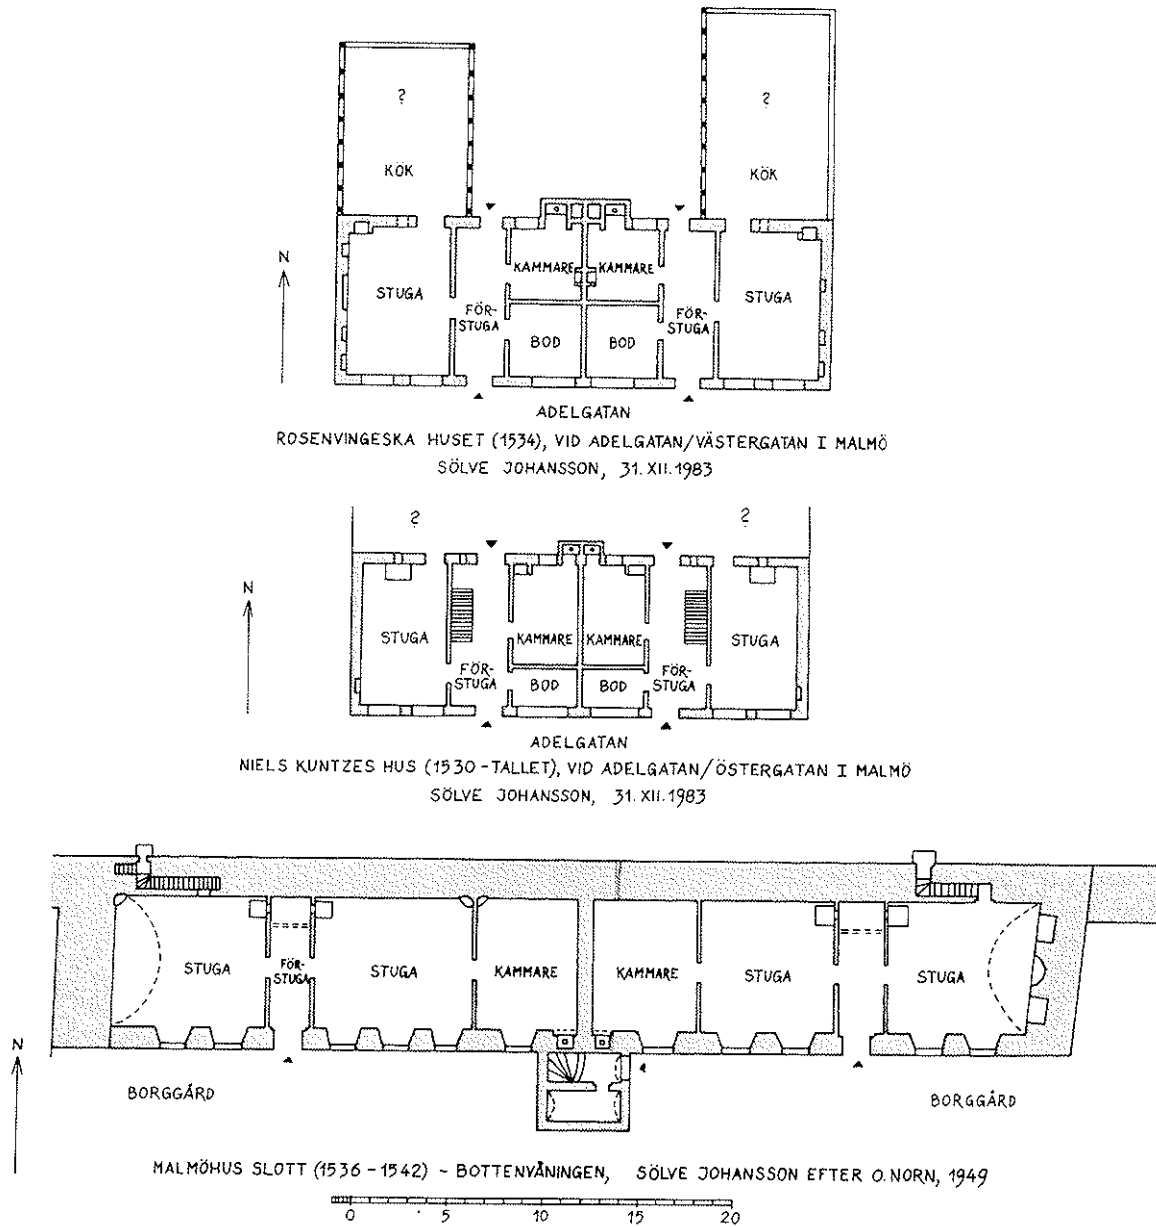 ? ?
KÖK KÖK
N
STUGA KAMMARE KAMMARE STUGA
FÖR-
STUGA BOD BOD FÖR-
STUGA
ADELGATAN
ROSENVINGESKA HUSET (1534), VID ADELGATAN/VÄSTERGATAN I MALMÖ
SÖLVE JOHANSSON, 31. XII. 1983
? ?
N
STUGA KAMMARE KAMMARE STUGA
FÖR-
STUGA BOD BOD FÖR-
STUGA
ADELGATAN
NIELS KUNTZES HUS (1530-TALLET), VID ADELGATAN/ÖSTERGATAN I MALMÖ
SÖLVE JOHANSSON, 31. XII. 1983
STUGA FÖR-
STUGA STUGA KAMMARE KAMMARE STUGA STUGA
N
BORGGÅRD BORGGÅRD
MALMÖHUS SLOTT (1536-1542) - BOTTENVÅNINGEN, SÖLVE JOHANSSON EFTER O. NORN, 1949
0 5 10 15 20